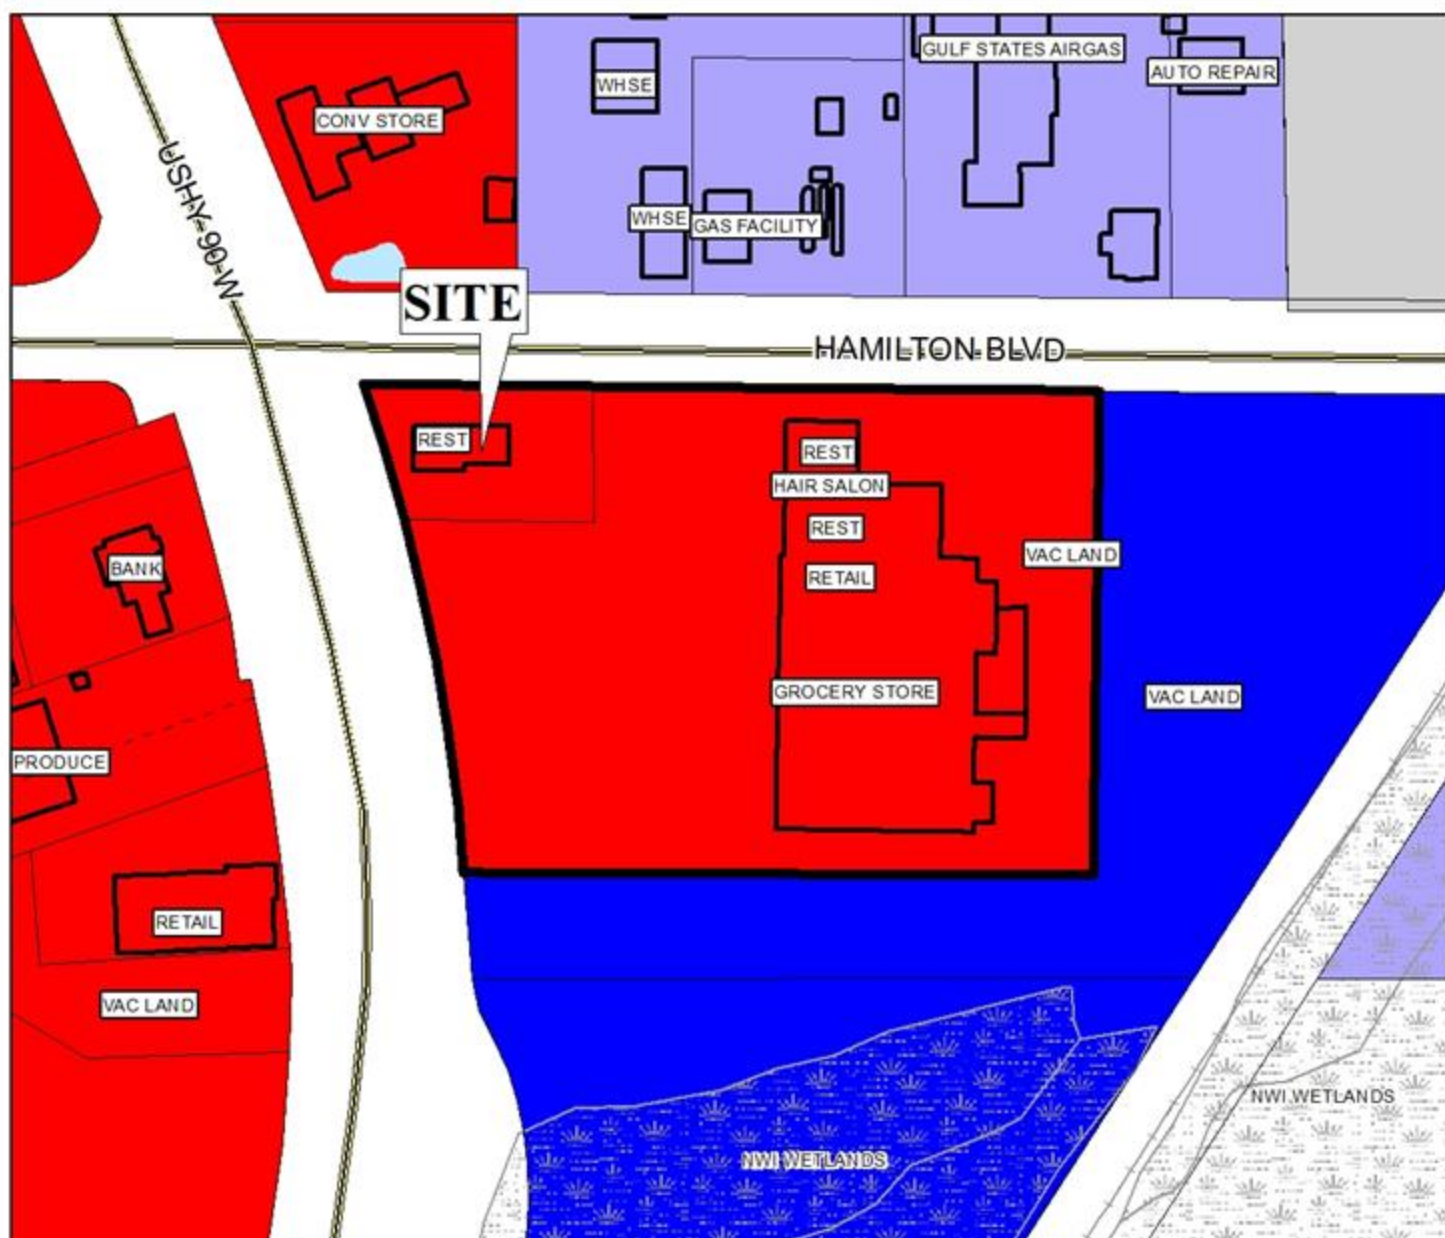 GULF STATES AIRGAS
AUTO REPAIR
WHSE
CONV STORE
USHY 90 W
WHSE
GAS FACILITY
SITE
HAMILTON BLVD
REST
REST
HAIR SALON
REST
VAC LAND
BANK
RETAIL
GROCERY STORE
VAC LAND
PRODUCE
RETAIL
VAC LAND
NWI WETLANDS
NWI WETLANDS